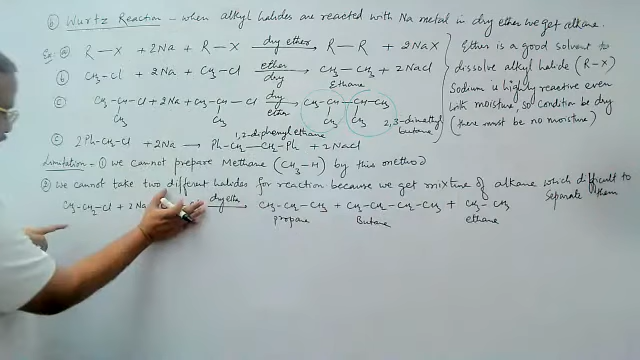 ⓑ Wurtz Reaction - when alkyl halides are reacted with Na metal in dry ether we get alkane.
Ex: ⓐ R-X + 2Na + R-X dry ether → R-R + 2NaX
ⓑ CH3-Cl + 2Na + CH3-Cl ether dry → CH3-CH3 + 2NaCl
Ethane
ⓒ CH3-CH-Cl + 2Na + CH3-CH-Cl dry ether → CH3-CH-CH-CH3
CH3 CH3 CH3 CH3
2,3-dimethyl butane
ⓒ 2Ph-CH2-Cl + 2Na → Ph-CH2-CH2-Ph + 2NaCl
1,2-diphenyl ethane
Ether is a good solvent to
dissolve alkyl halide (R-X)
Sodium is highly reactive even
with moisture, so condition be dry
(there must be no moisture)
Limitation - ① we cannot prepare Methane (CH3-H) by this method
② we cannot take two different halides for reaction because we get mixture of alkane which difficult to
separate them
CH3-CH2-Cl + 2Na dry ether → CH3-CH2-CH3 + CH3-CH2-CH2-CH3 + CH3-CH3
propane Butane ethane